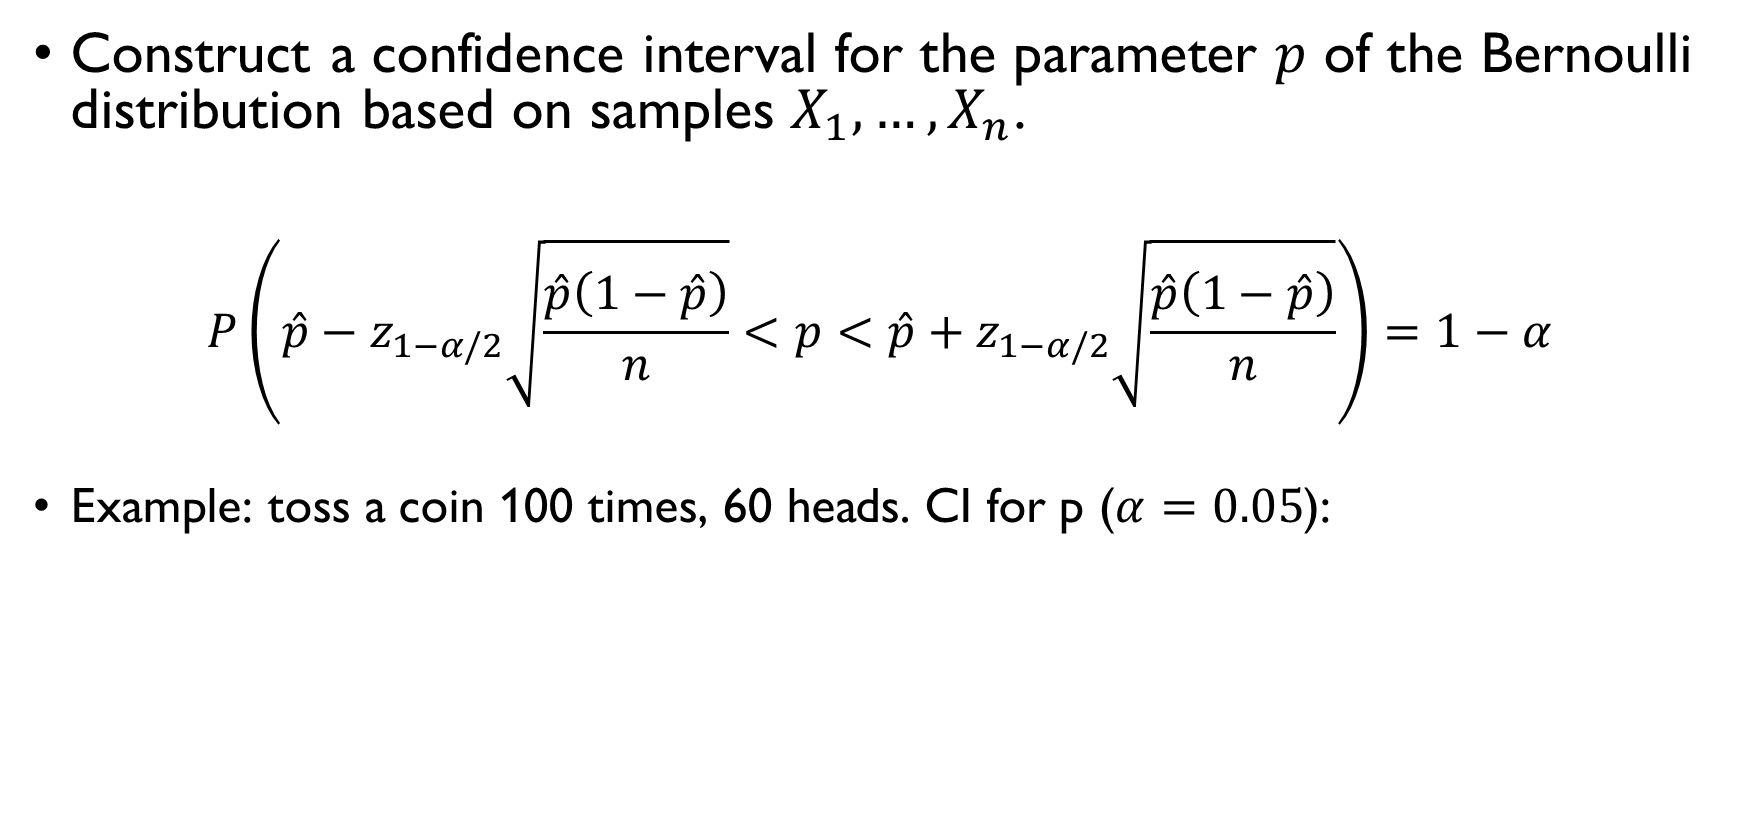 • Construct a confidence interval for the parameter p of the Bernoulli
distribution based on samples X₁, … , Xₙ.
P( p̂ − z₁₋α/₂ √(p̂(1 − p̂)/n) < p < p̂ + z₁₋α/₂ √(p̂(1 − p̂)/n) ) = 1 − α
• Example: toss a coin 100 times, 60 heads. CI for p (α = 0.05):